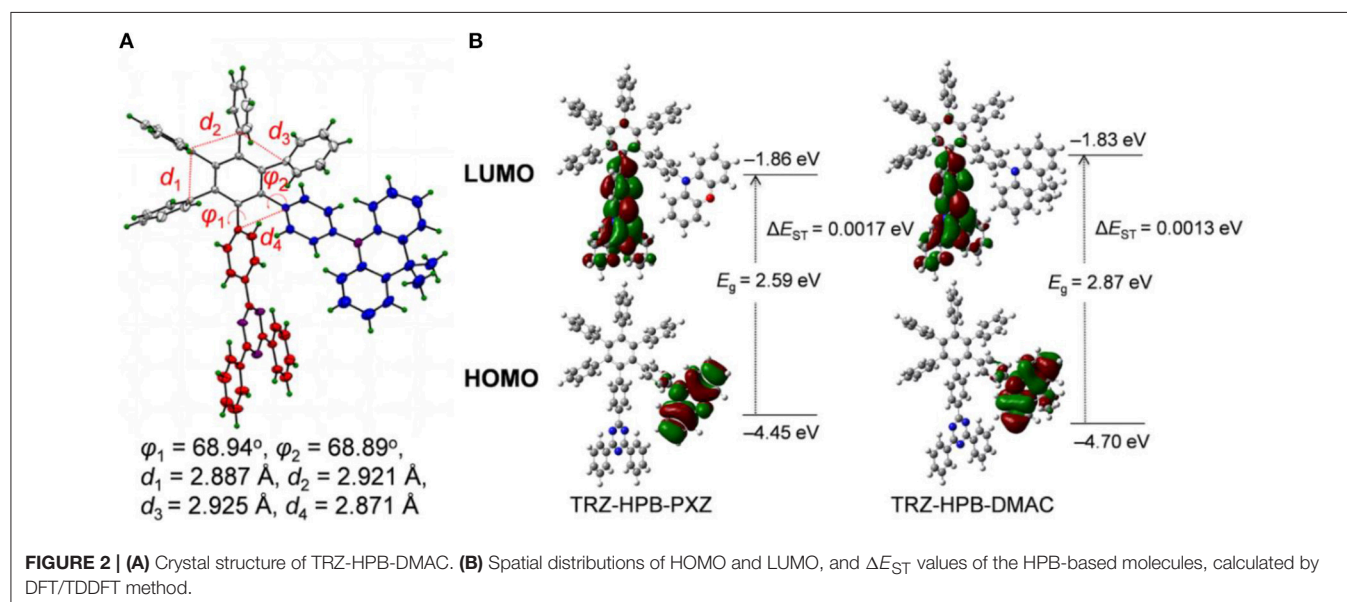 A
B
d2
d3
d1
φ2
φ1
d4
φ1 = 68.94º, φ2 = 68.89º,
d1 = 2.887 Å, d2 = 2.921 Å,
d3 = 2.925 Å, d4 = 2.871 Å
LUMO
HOMO
–1.86 eV
ΔEST = 0.0017 eV
Eg = 2.59 eV
–4.45 eV
TRZ-HPB-PXZ
–1.83 eV
ΔEST = 0.0013 eV
Eg = 2.87 eV
–4.70 eV
TRZ-HPB-DMAC
FIGURE 2 | (A) Crystal structure of TRZ-HPB-DMAC. (B) Spatial distributions of HOMO and LUMO, and ΔEST values of the HPB-based molecules, calculated by
DFT/TDDFT method.